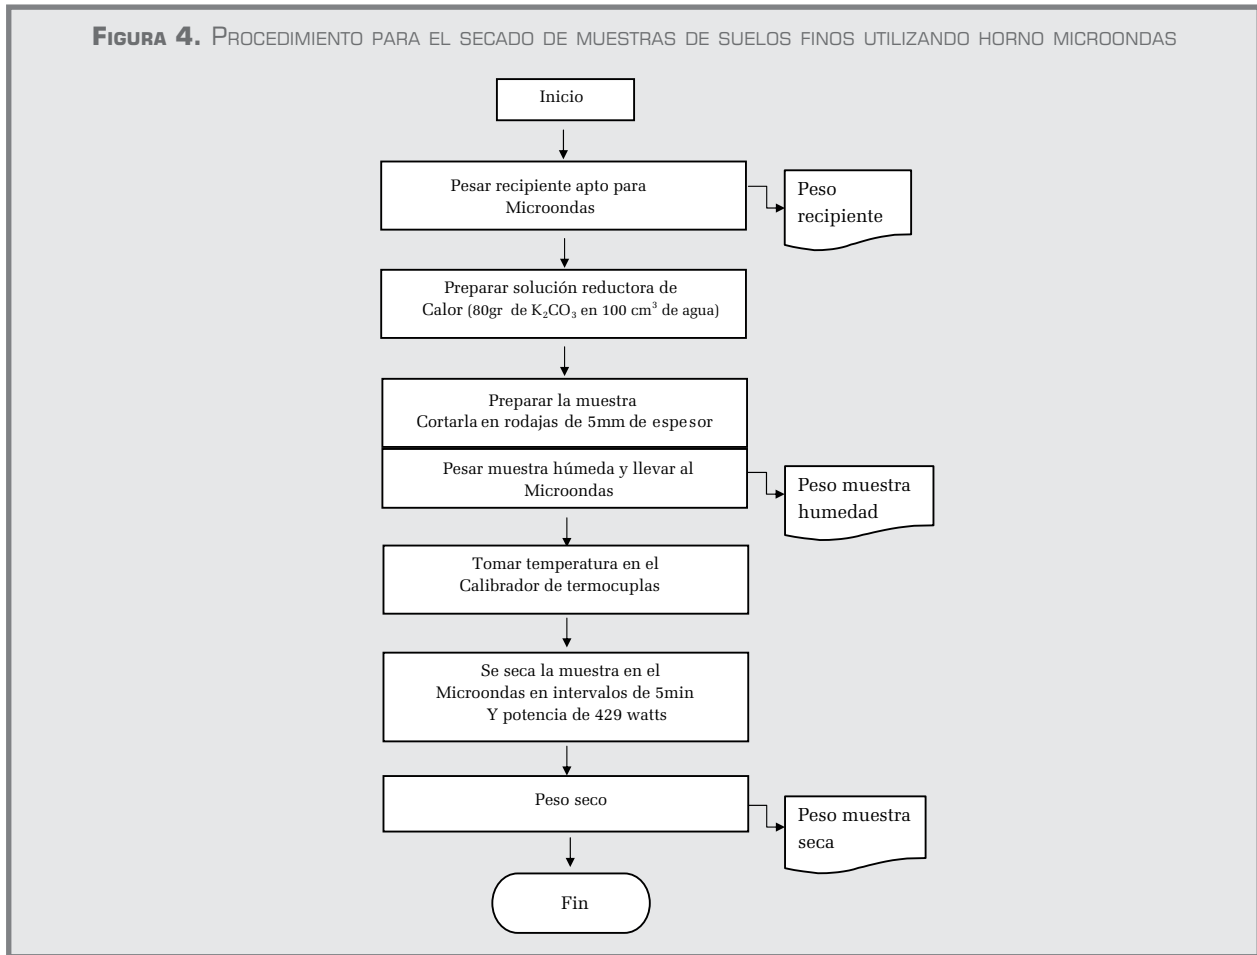 FIGURA 4. PROCEDIMIENTO PARA EL SECADO DE MUESTRAS DE SUELOS FINOS UTILIZANDO HORNO MICROONDAS
Inicio
Pesar recipiente apto para
Microondas
Peso
recipiente
Preparar solución reductora de
Calor (80gr de K₂CO₃ en 100 cm³ de agua)
Preparar la muestra
Cortarla en rodajas de 5mm de espesor
Pesar muestra húmeda y llevar al
Microondas
Peso muestra
humedad
Tomar temperatura en el
Calibrador de termocuplas
Se seca la muestra en el
Microondas en intervalos de 5min
Y potencia de 429 watts
Peso seco
Peso muestra
seca
Fin